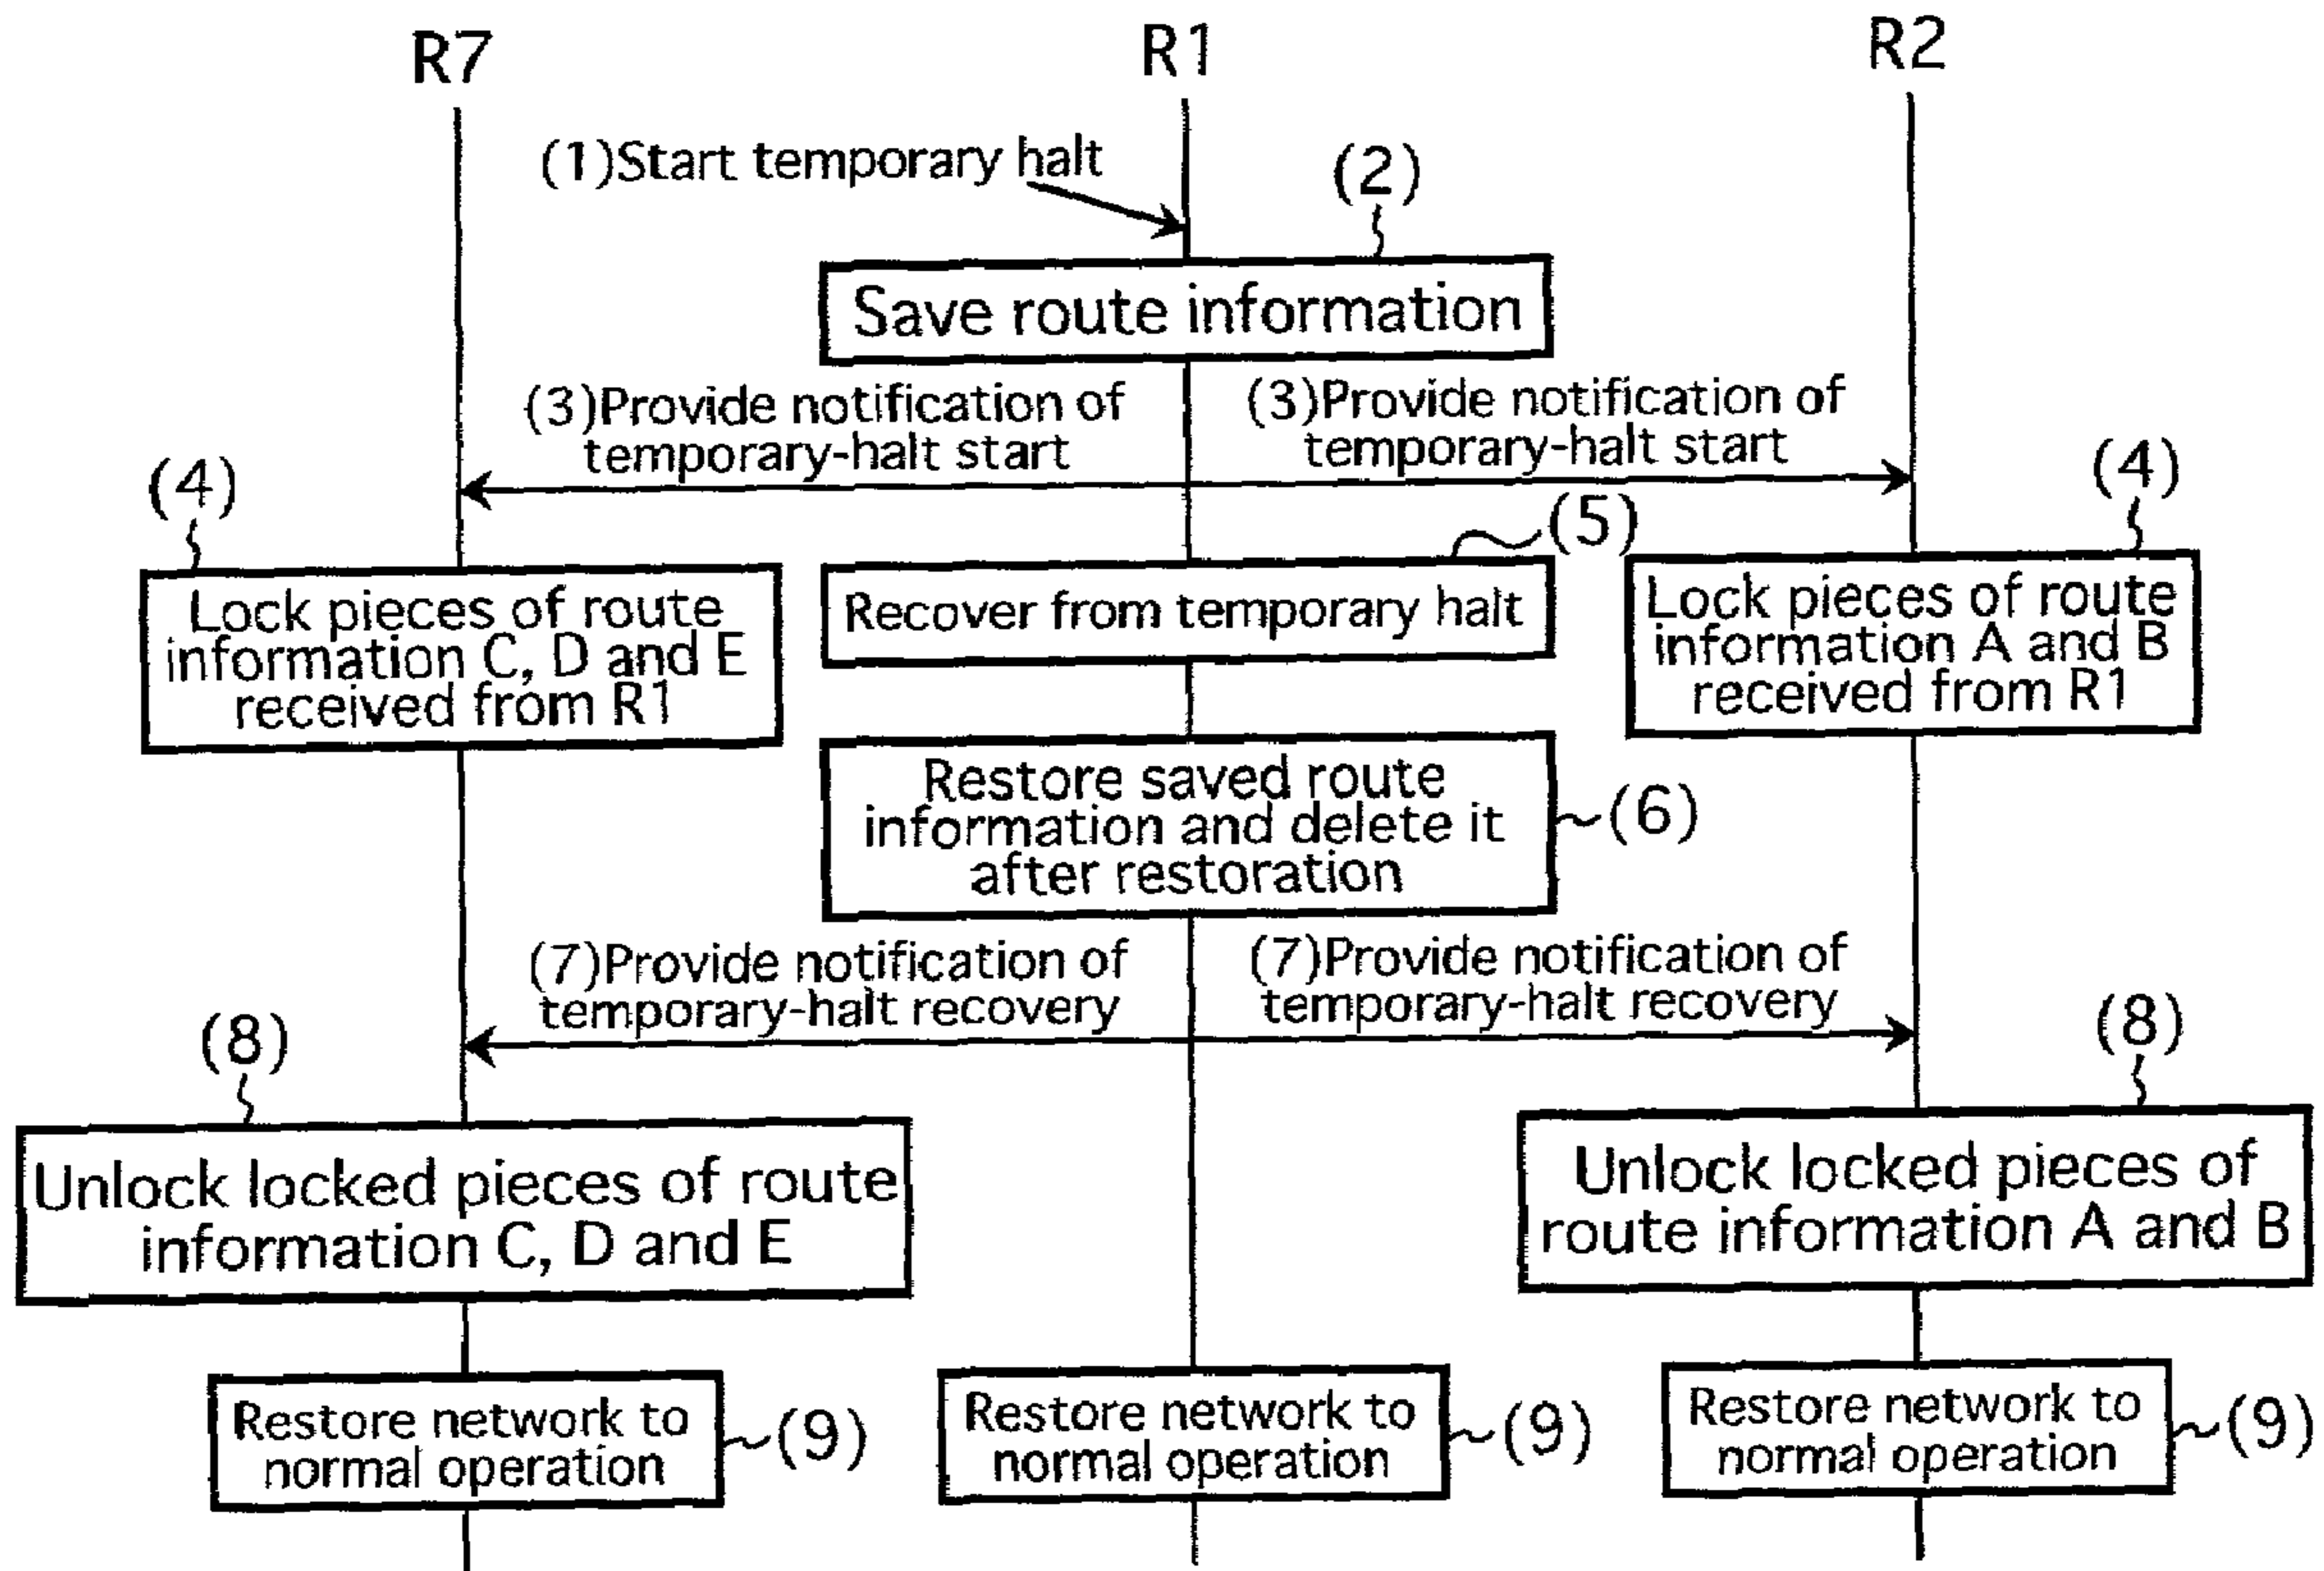 R7
R1
R2
(1)Start temporary halt
(2)
Save route information
(3)Provide notification of
temporary-halt start
(3)Provide notification of
temporary-halt start
(4)
(4)
(5)
Lock pieces of route
information C, D and E
received from R1
Recover from temporary halt
Lock pieces of route
information A and B
received from R1
Restore saved route
information and delete it
after restoration
(6)
(7)Provide notification of
temporary-halt recovery
(7)Provide notification of
temporary-halt recovery
(8)
(8)
Unlock locked pieces of route
information C, D and E
Unlock locked pieces of
route information A and B
Restore network to
normal operation
(9)
Restore network to
normal operation
(9)
Restore network to
normal operation
(9)